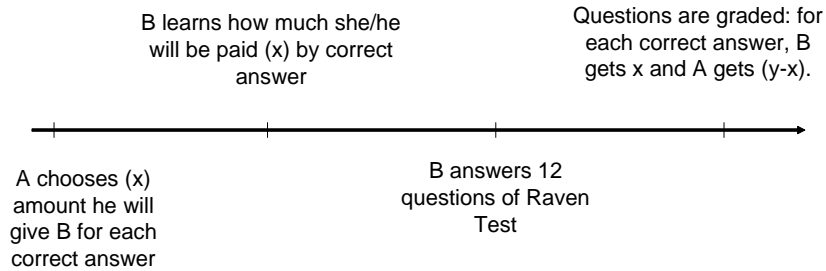 A chooses (x)
amount he will
give B for each
correct answer
B learns how much she/he
will be paid (x) by correct
answer
B answers 12
questions of Raven
Test
Questions are graded: for
each correct answer, B
gets x and A gets (y-x).